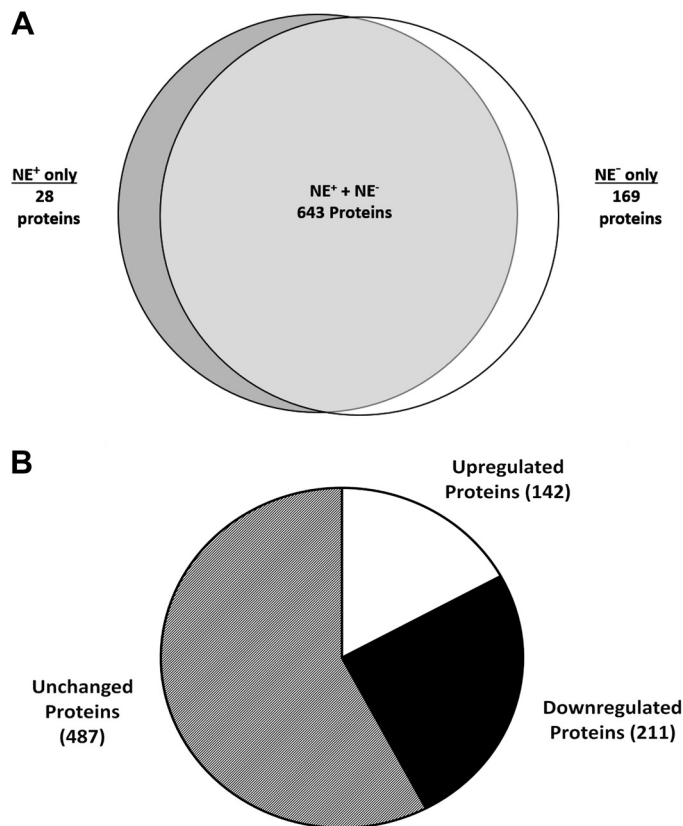 A
NE⁺ only
28
proteins
NE⁺ + NE⁻
643 Proteins
NE⁻ only
169
proteins
B
Upregulated
Proteins (142)
Unchanged
Proteins
(487)
Downregulated
Proteins (211)